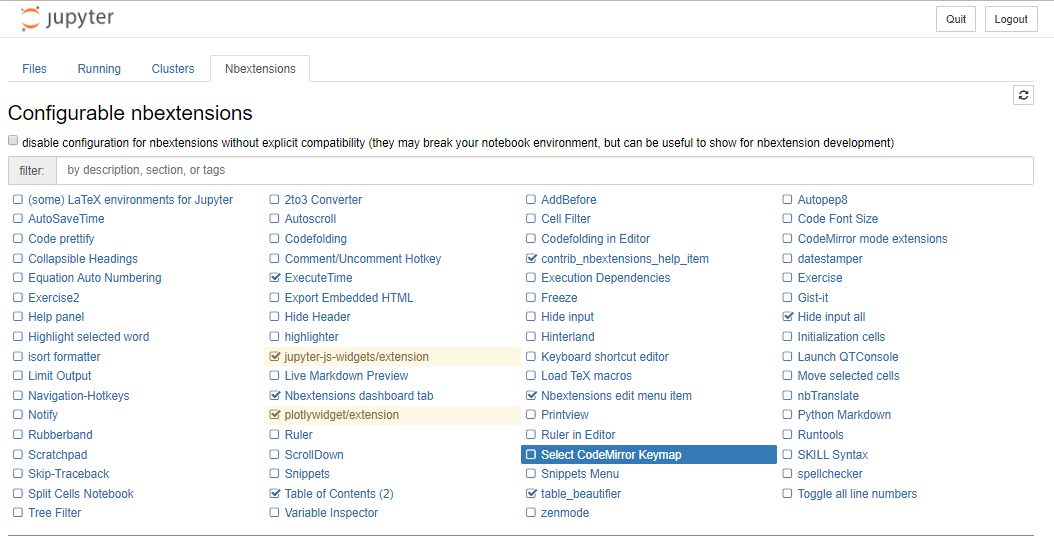 jupyter
Quit Logout
Files Running Clusters Nbextensions
Configurable nbextensions
disable configuration for nbextensions without explicit compatibility (they may break your notebook environment, but can be useful to show for nbextension development)
filter: by description, section, or tags
(some) LaTeX environments for Jupyter 2to3 Converter AddBefore Autopep8
AutoSaveTime Autoscroll Cell Filter Code Font Size
Code prettify Codefolding Codefolding in Editor CodeMirror mode extensions
Collapsible Headings Comment/Uncomment Hotkey contrib_nbextensions_help_item datestamper
Equation Auto Numbering ExecuteTime Execution Dependencies Exercise
Exercise2 Export Embedded HTML Freeze Gist-it
Help panel Hide Header Hide input Hide input all
Highlight selected word highlighter Hinterland Initialization cells
isort formatter jupyter-js-widgets/extension Keyboard shortcut editor Launch QTConsole
Limit Output Live Markdown Preview Load TeX macros Move selected cells
Navigation-Hotkeys Nbextensions dashboard tab Nbextensions edit menu item nbTranslate
Notify plotlywidget/extension Printview Python Markdown
Rubberband Ruler Ruler in Editor Runtools
Scratchpad ScrollDown Select CodeMirror Keymap SKILL Syntax
Skip-Traceback Snippets Snippets Menu spellchecker
Split Cells Notebook Table of Contents (2) table_beautifier Toggle all line numbers
Tree Filter Variable Inspector zenmode